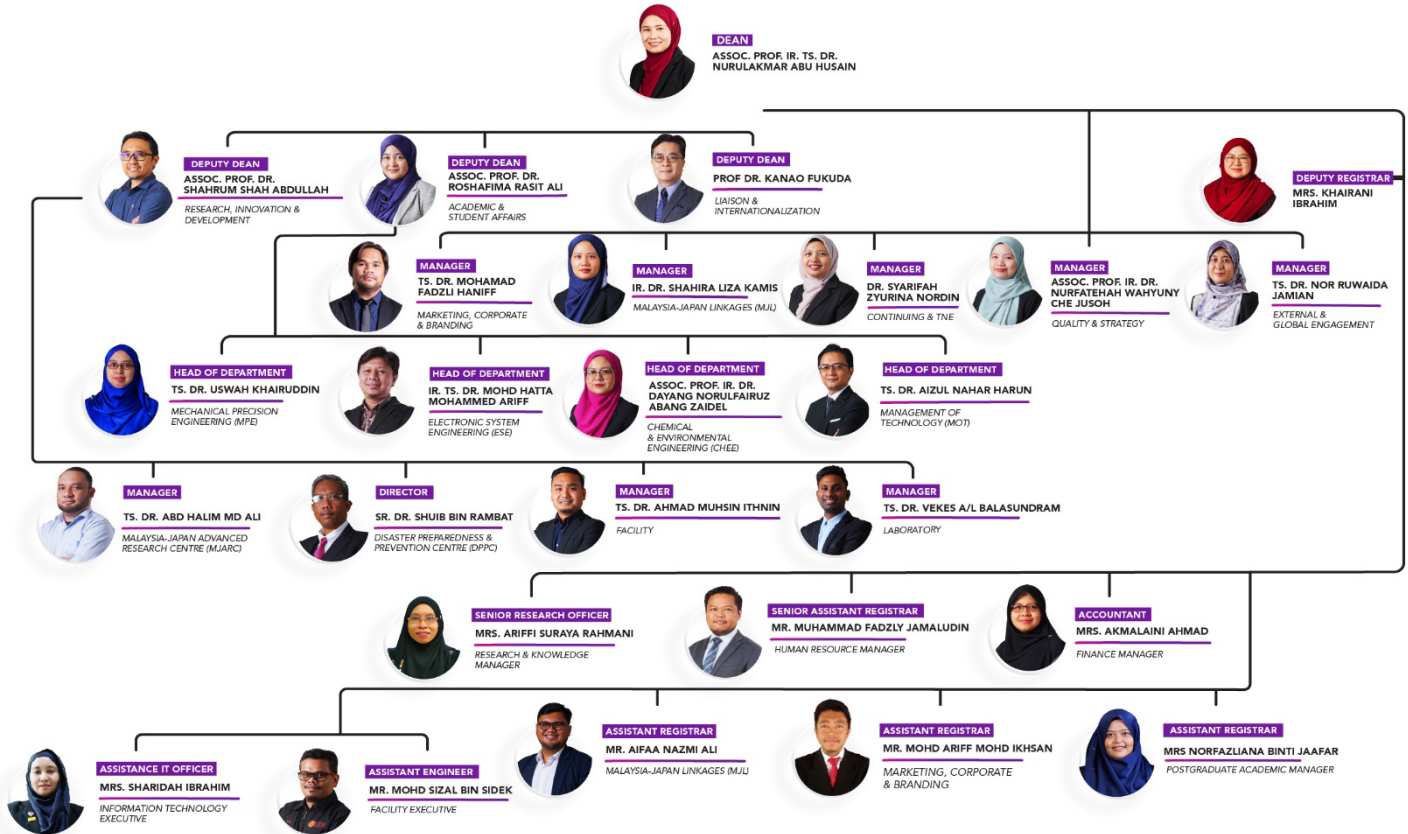 DEAN
ASSOC. PROF. IR. TS. DR.
NURULAKMAR ABU HUSAIN
DEPUTY DEAN
ASSOC. PROF. DR.
SHAHRUM SHAH ABDULLAH
RESEARCH, INNOVATION &
DEVELOPMENT
DEPUTY DEAN
ASSOC. PROF. DR.
ROSHAFIMA RASIT ALI
ACADEMIC &
STUDENT AFFAIRS
DEPUTY DEAN
PROF DR. KANAO FUKUDA
LIAISON &
INTERNATIONALIZATION
DEPUTY REGISTRAR
MRS. KHAIRANI
IBRAHIM
MANAGER
TS. DR. MOHAMAD
FADZLI HANIFF
MARKETING, CORPORATE
& BRANDING
MANAGER
IR. DR. SHAHIRA LIZA KAMIS
MALAYSIA-JAPAN LINKAGES (MJL)
MANAGER
DR. SYARIFAH
ZYURINA NORDIN
CONTINUING & TNE
MANAGER
ASSOC. PROF. IR. DR.
NURFATEHAH WAHYUNY
CHE JUSOH
QUALITY & STRATEGY
MANAGER
TS. DR. NOR RUWAIDA
JAMIAN
EXTERNAL &
GLOBAL ENGAGEMENT
HEAD OF DEPARTMENT
TS. DR. USWAH KHAIRUDDIN
MECHANICAL PRECISION
ENGINEERING (MPE)
HEAD OF DEPARTMENT
IR. TS. DR. MOHD HATTA
MOHAMMED ARIFF
ELECTRONIC SYSTEM
ENGINEERING (ESE)
HEAD OF DEPARTMENT
ASSOC. PROF. IR. DR.
DAYANG NORULFAIRUZ
ABANG ZAIDEL
CHEMICAL
& ENVIRONMENTAL
ENGINEERING (CHEE)
HEAD OF DEPARTMENT
TS. DR. AIZUL NAHAR HARUN
MANAGEMENT OF
TECHNOLOGY (MOT)
MANAGER
TS. DR. ABD HALIM MD ALI
MALAYSIA-JAPAN ADVANCED
RESEARCH CENTRE (MJARC)
DIRECTOR
SR. DR. SHUIB BIN RAMBAT
DISASTER PREPAREDNESS &
PREVENTION CENTRE (DPPC)
MANAGER
TS. DR. AHMAD MUHSIN ITHNIN
FACILITY
MANAGER
TS. DR. VEKES A/L BALASUNDRAM
LABORATORY
SENIOR RESEARCH OFFICER
MRS. ARIFFI SURAYA RAHMANI
RESEARCH & KNOWLEDGE
MANAGER
SENIOR ASSISTANT REGISTRAR
MR. MUHAMMAD FADZLY JAMALUDIN
HUMAN RESOURCE MANAGER
ACCOUNTANT
MRS. AKMALAINI AHMAD
FINANCE MANAGER
ASSISTANCE IT OFFICER
MRS. SHARIDAH IBRAHIM
INFORMATION TECHNOLOGY
EXECUTIVE
ASSISTANT ENGINEER
MR. MOHD SIZAL BIN SIDEK
FACILITY EXECUTIVE
ASSISTANT REGISTRAR
MR. AIFAA NAZMI ALI
MALAYSIA-JAPAN LINKAGES (MJL)
ASSISTANT REGISTRAR
MR. MOHD ARIFF MOHD IKHSAN
MARKETING, CORPORATE
& BRANDING
ASSISTANT REGISTRAR
MRS NORFAZLIANA BINTI JAAFAR
POSTGRADUATE ACADEMIC MANAGER